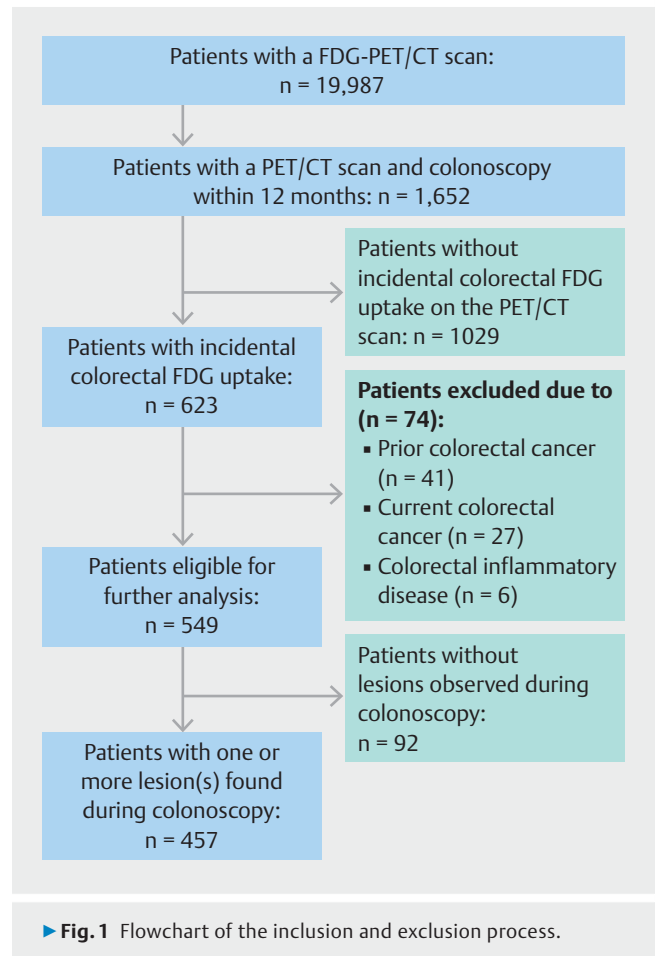 Patients with a FDG-PET/CT scan:
n = 19,987
Patients with a PET/CT scan and colonoscopy
within 12 months: n = 1,652
Patients without
incidental colorectal FDG
uptake on the PET/CT
scan: n = 1029
Patients with incidental
colorectal FDG uptake:
n = 623
Patients excluded due to
(n = 74):
▪ Prior colorectal cancer
(n = 41)
▪ Current colorectal
cancer (n = 27)
▪ Colorectal inflammatory
disease (n = 6)
Patients eligible for
further analysis:
n = 549
Patients without
lesions observed during
colonoscopy:
n = 92
Patients with one or
more lesion(s) found
during colonoscopy:
n = 457
▶ Fig. 1 Flowchart of the inclusion and exclusion process.